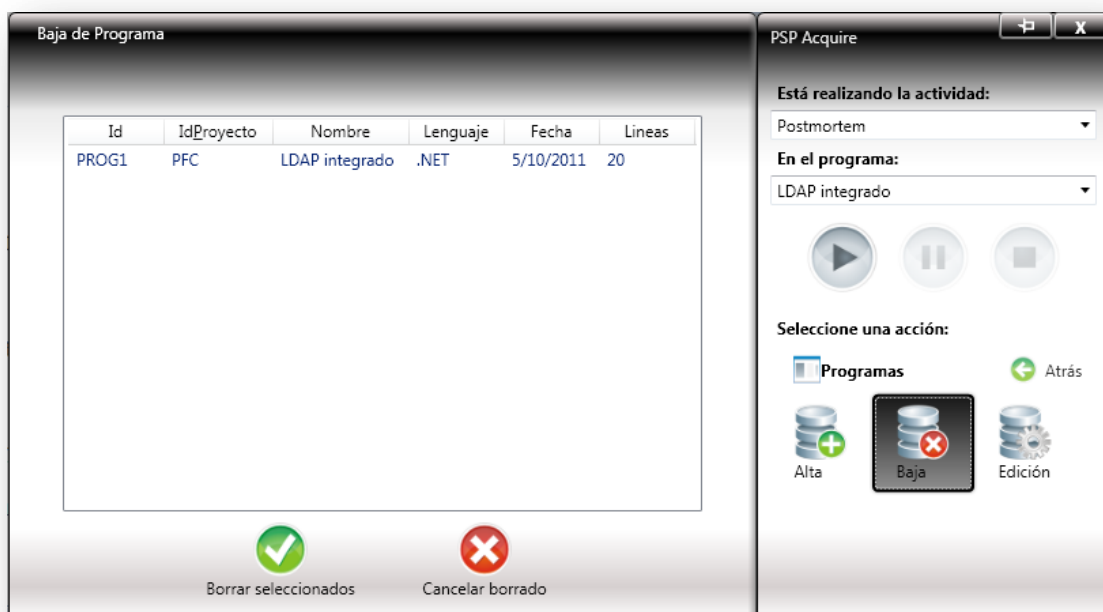 Baja de Programa
Id IdProyecto Nombre Lenguaje Fecha Lineas
PROG1 PFC LDAP integrado .NET 5/10/2011 20
Borrar seleccionados Cancelar borrado
PSP Acquire X
Está realizando la actividad:
Postmortem
En el programa:
LDAP integrado
Seleccione una acción:
Programas Atrás
Alta Baja Edición